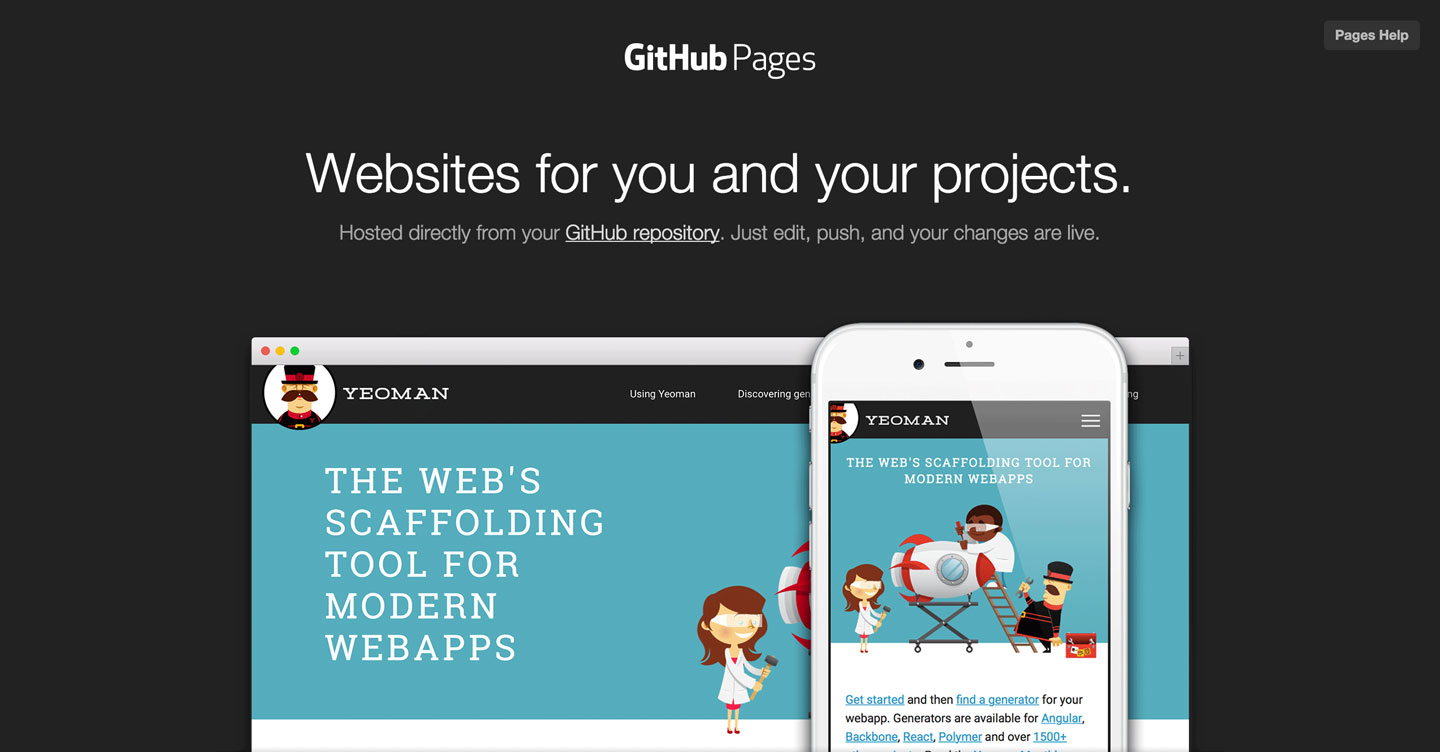 GitHub Pages
Pages Help
Websites for you and your projects.
Hosted directly from your GitHub repository. Just edit, push, and your changes are live.
YEOMAN
Using Yeoman
Discovering gen
ng
THE WEB'S
SCAFFOLDING
TOOL FOR
MODERN
WEBAPPS
YEOMAN
THE WEB'S SCAFFOLDING TOOL FOR
MODERN WEBAPPS
Get started and then find a generator for your
webapp. Generators are available for Angular,
Backbone, React, Polymer and over 1500+